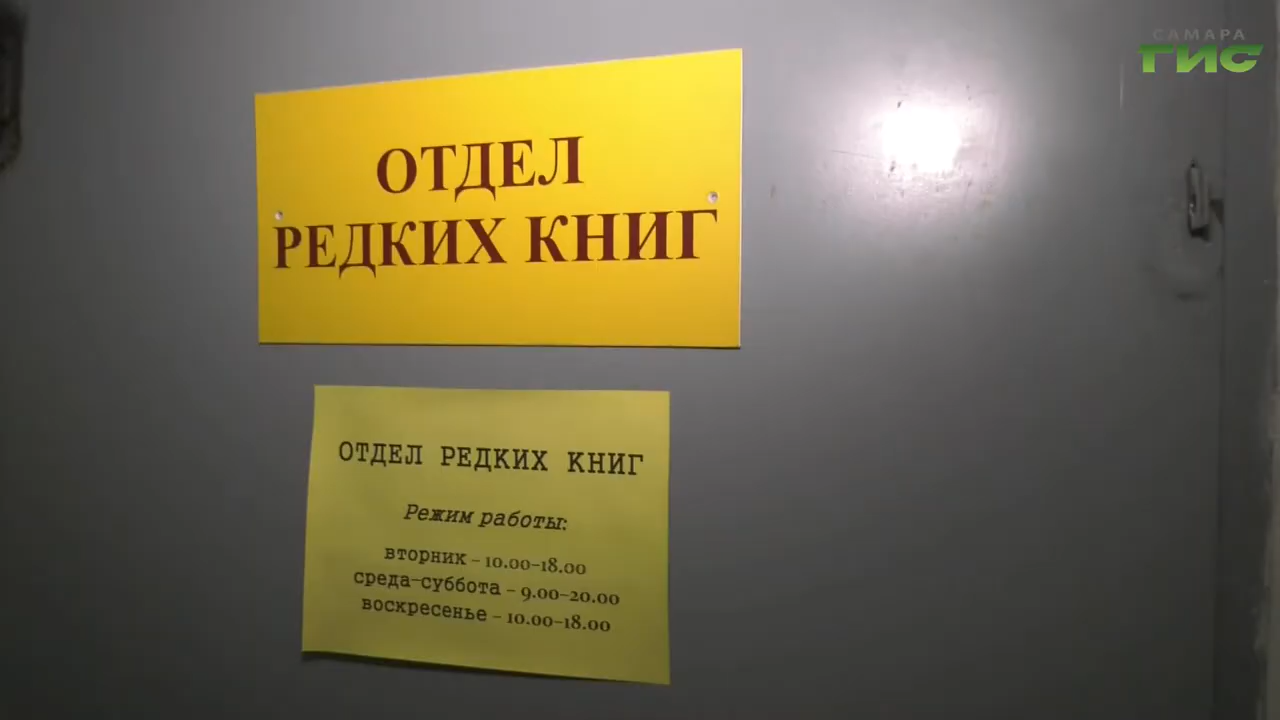 САМАРА
ГИС
ОТДЕЛ
РЕДКИХ КНИГ
ОТДЕЛ РЕДКИХ КНИГ
Режим работы:
вторник – 10.00–18.00
среда–суббота – 9.00–20.00
воскресенье – 10.00–18.00